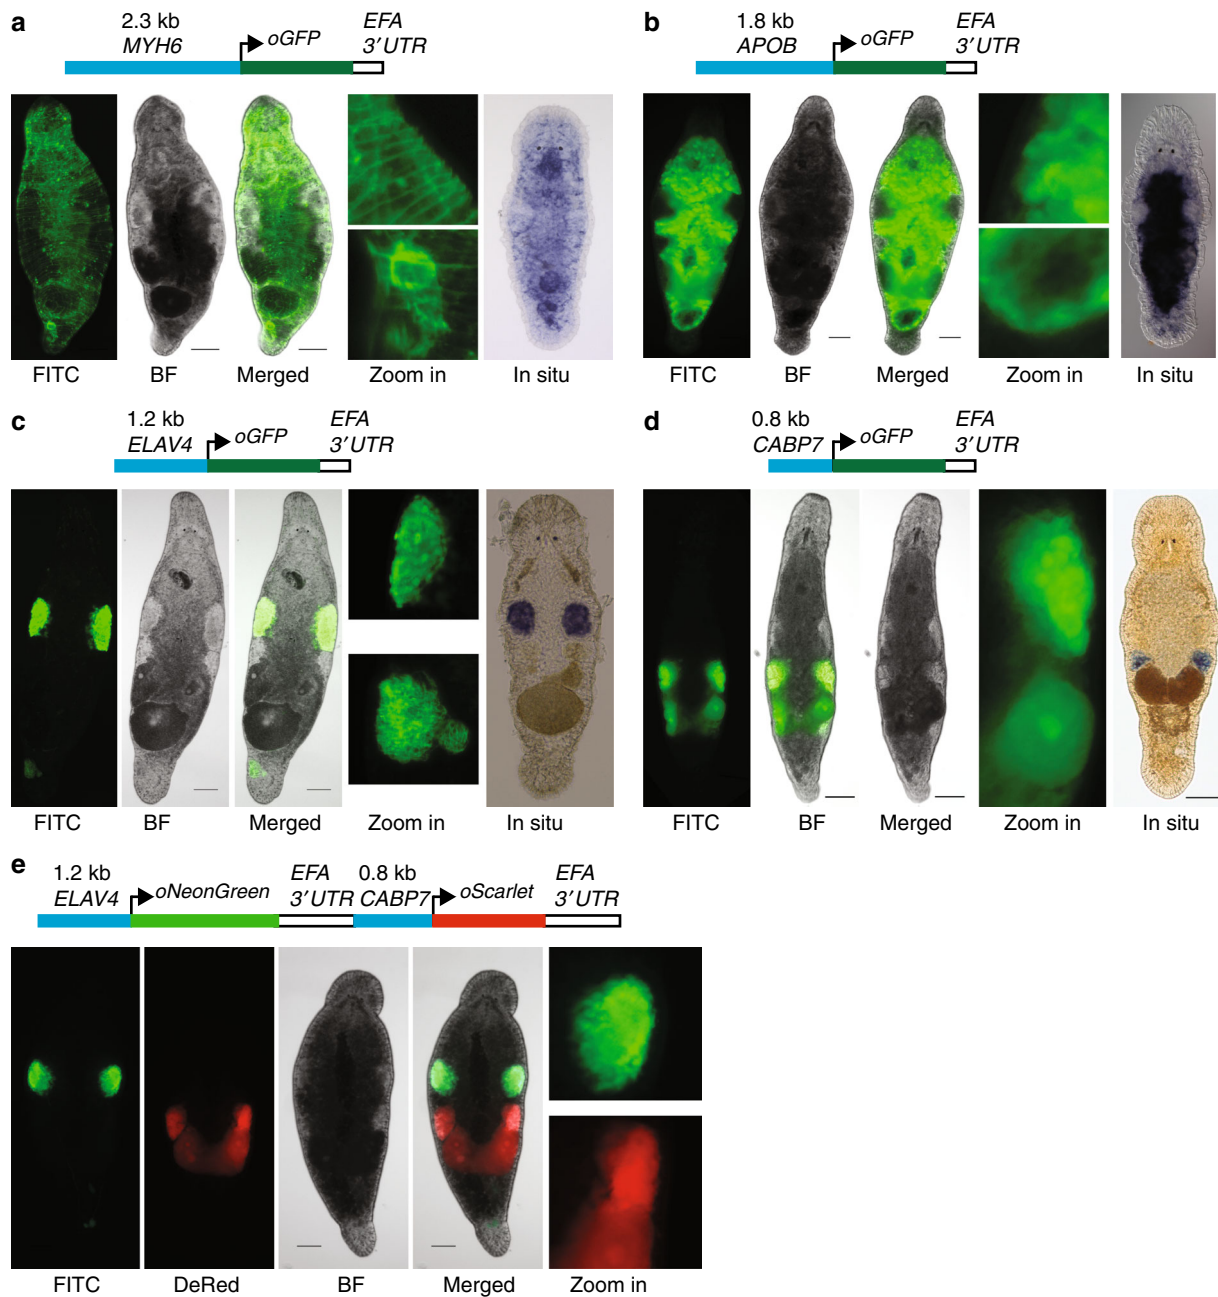 a
2.3 kb
MYH6
oGFP
EFA
3′UTR
FITC
BF
Merged
Zoom in
In situ
b
1.8 kb
APOB
oGFP
EFA
3′UTR
FITC
BF
Merged
Zoom in
In situ
c
1.2 kb
ELAV4
oGFP
EFA
3′UTR
FITC
BF
Merged
Zoom in
In situ
d
0.8 kb
CABP7
oGFP
EFA
3′UTR
FITC
BF
Merged
Zoom in
In situ
e
1.2 kb
ELAV4
oNeonGreen
EFA
3′UTR
0.8 kb
CABP7
oScarlet
EFA
3′UTR
FITC
DeRed
BF
Merged
Zoom in